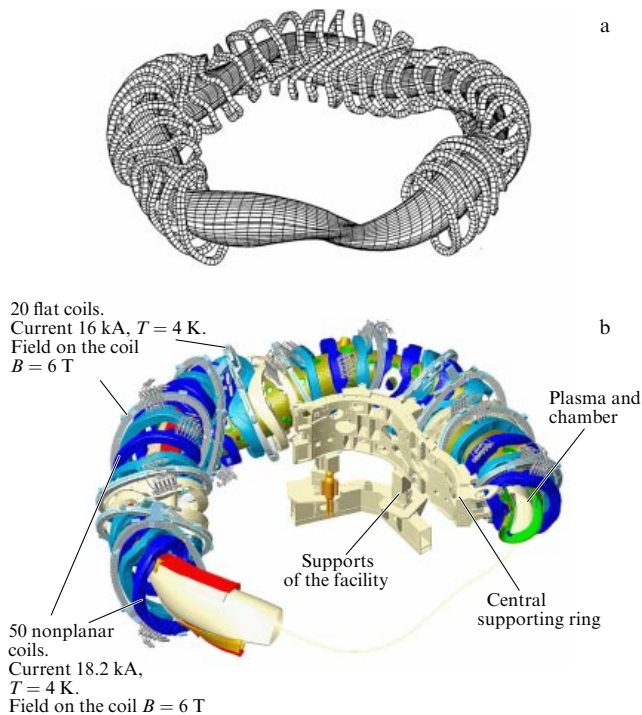 a
20 flat coils.
Current 16 kA, T = 4 K.
Field on the coil
B = 6 T
b
Plasma and
chamber
Supports
of the facility
Central
supporting ring
50 nonplanar
coils.
Current 18.2 kA,
T = 4 K.
Field on the coil B = 6 T